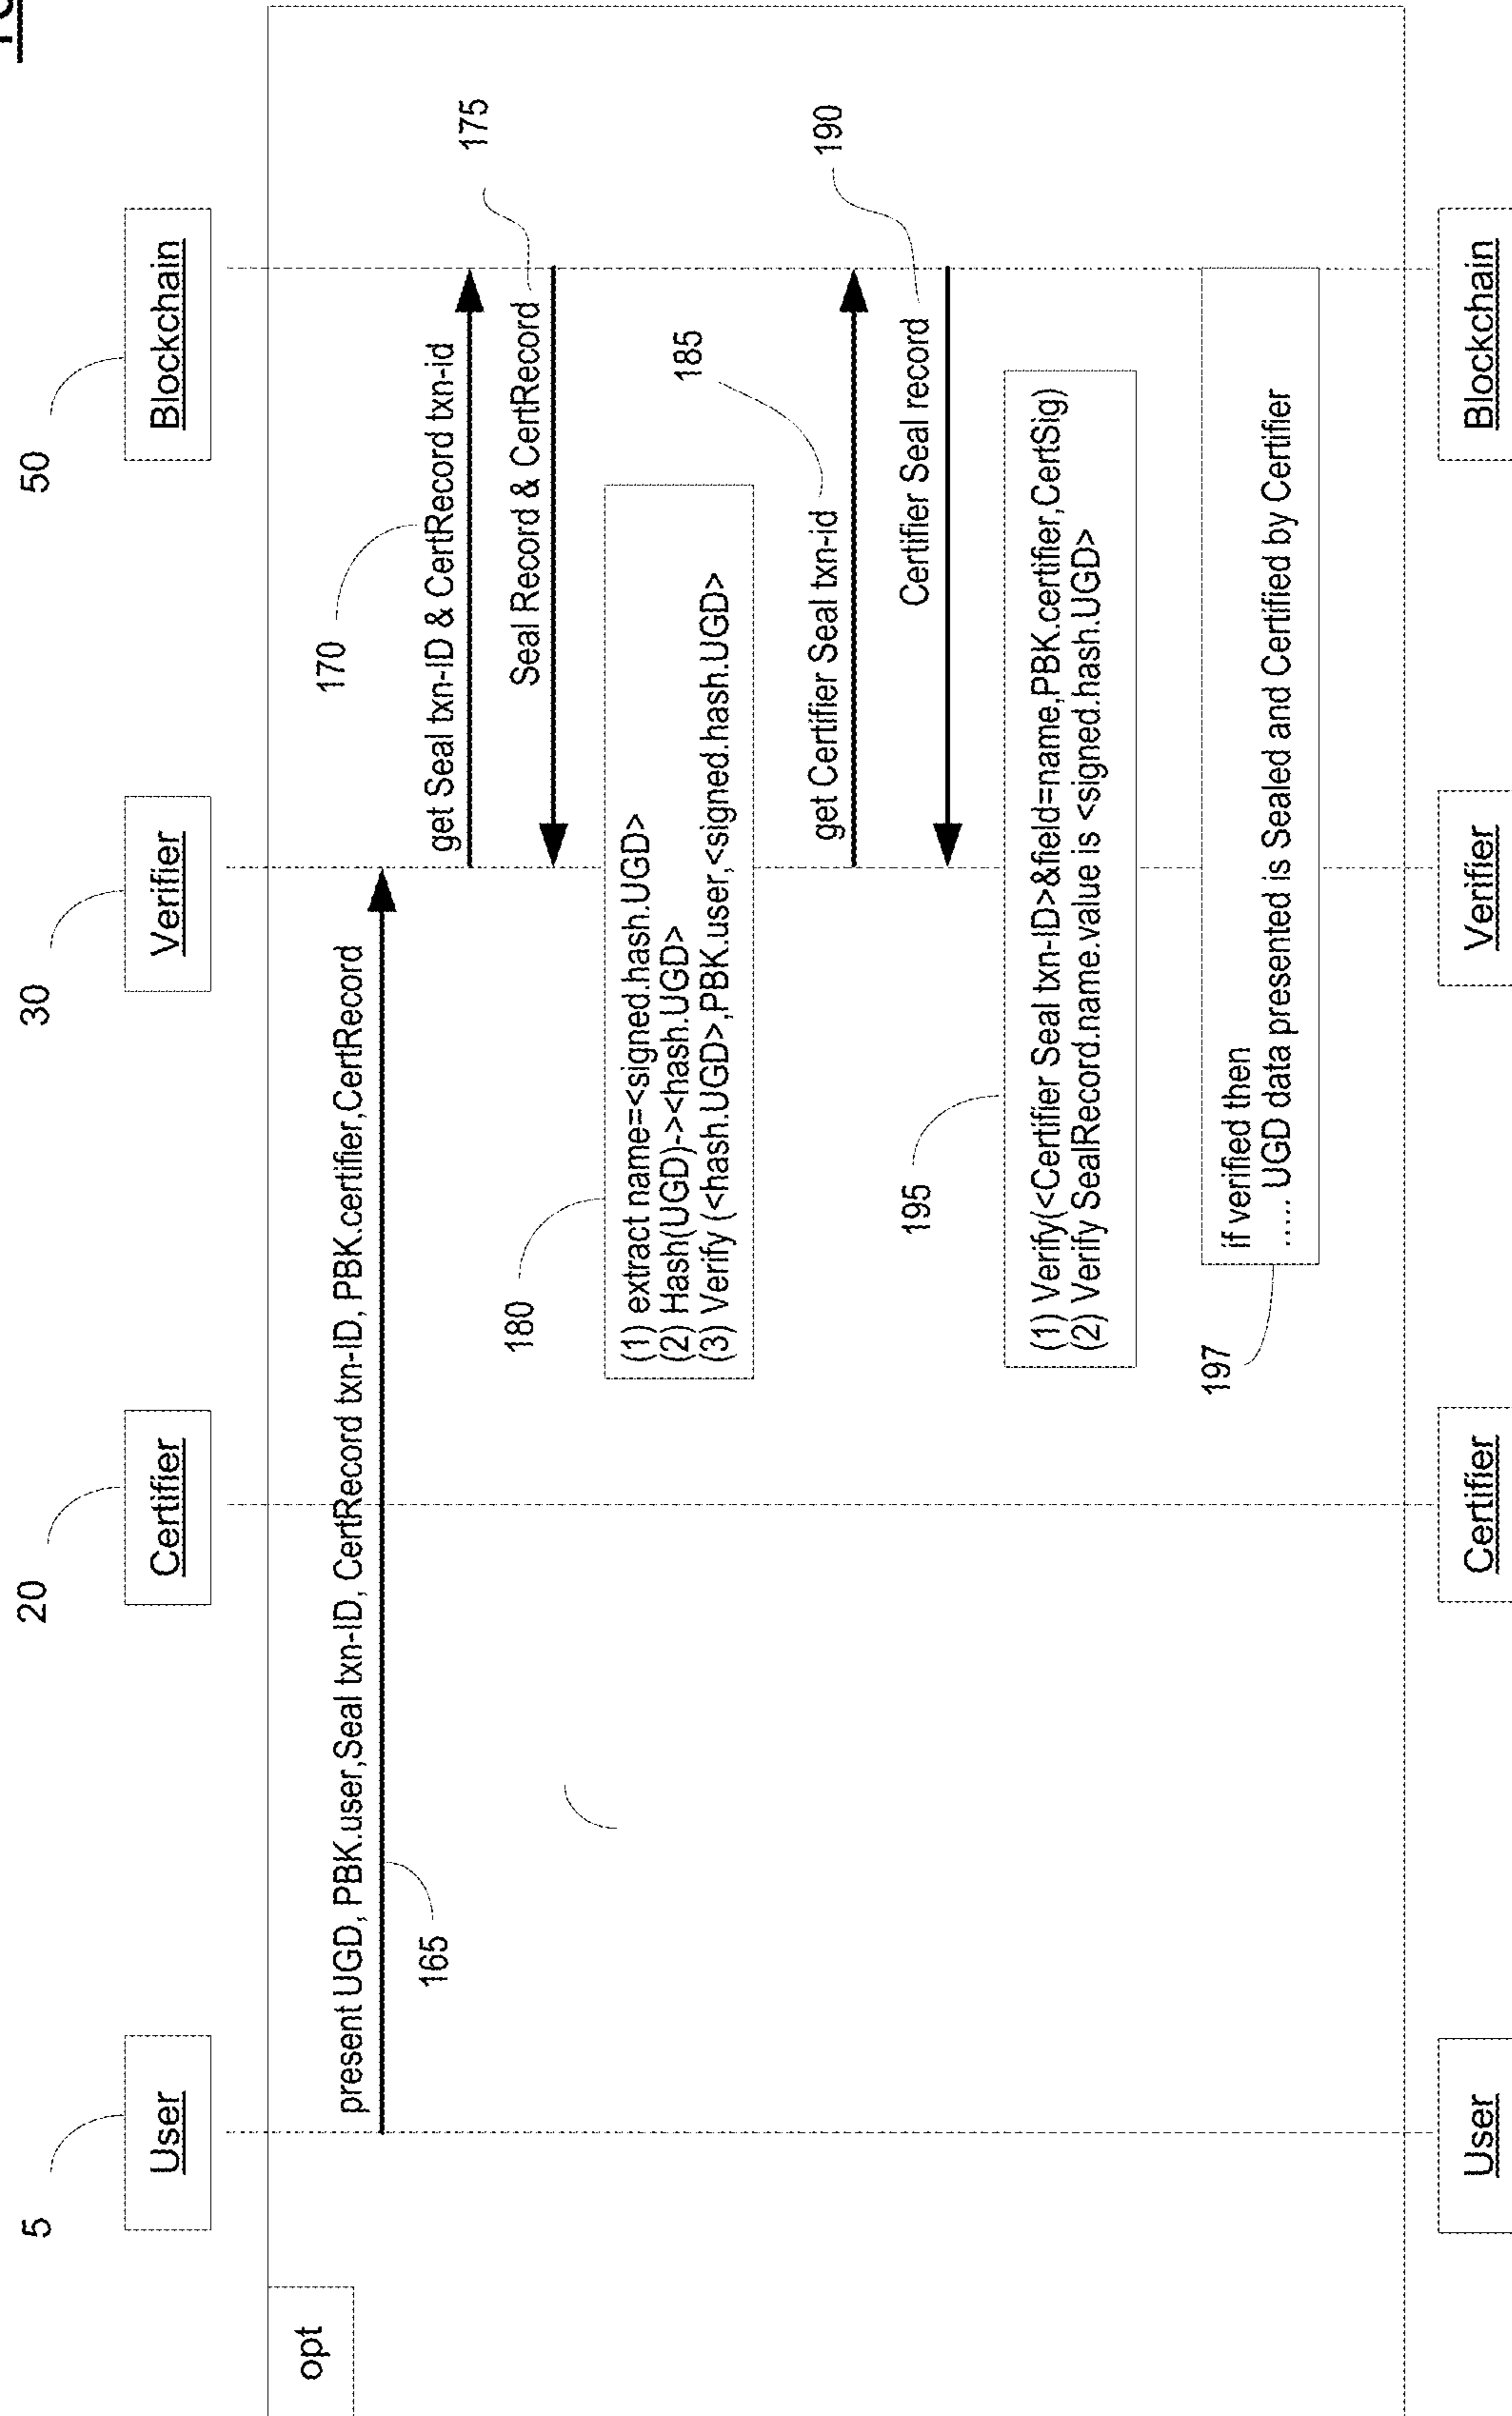 5
20
30
50
User
Certifier
Verifier
Blockchain
opt
present UGD, PBK.user,Seal txn-ID, CertRecord txn-ID, PBK.certifier,CertRecord
165
170
get Seal txn-ID & CertRecord txn-id
175
Seal Record & CertRecord
180
(1) extract name=<signed.hash.UGD>
(2) Hash(UGD)-><hash.UGD>
(3) Verify (<hash.UGD>,PBK.user,<signed.hash.UGD>
185
get Certifier Seal txn-id
190
Certifier Seal record
195
(1) Verify(<Certifier Seal txn-ID>&field=name,PBK.certifier,CertSig)
(2) Verify SealRecord.name.value is <signed.hash.UGD>
197
if verified then
..... UGD data presented is Sealed and Certified by Certifier
User
Certifier
Verifier
Blockchain